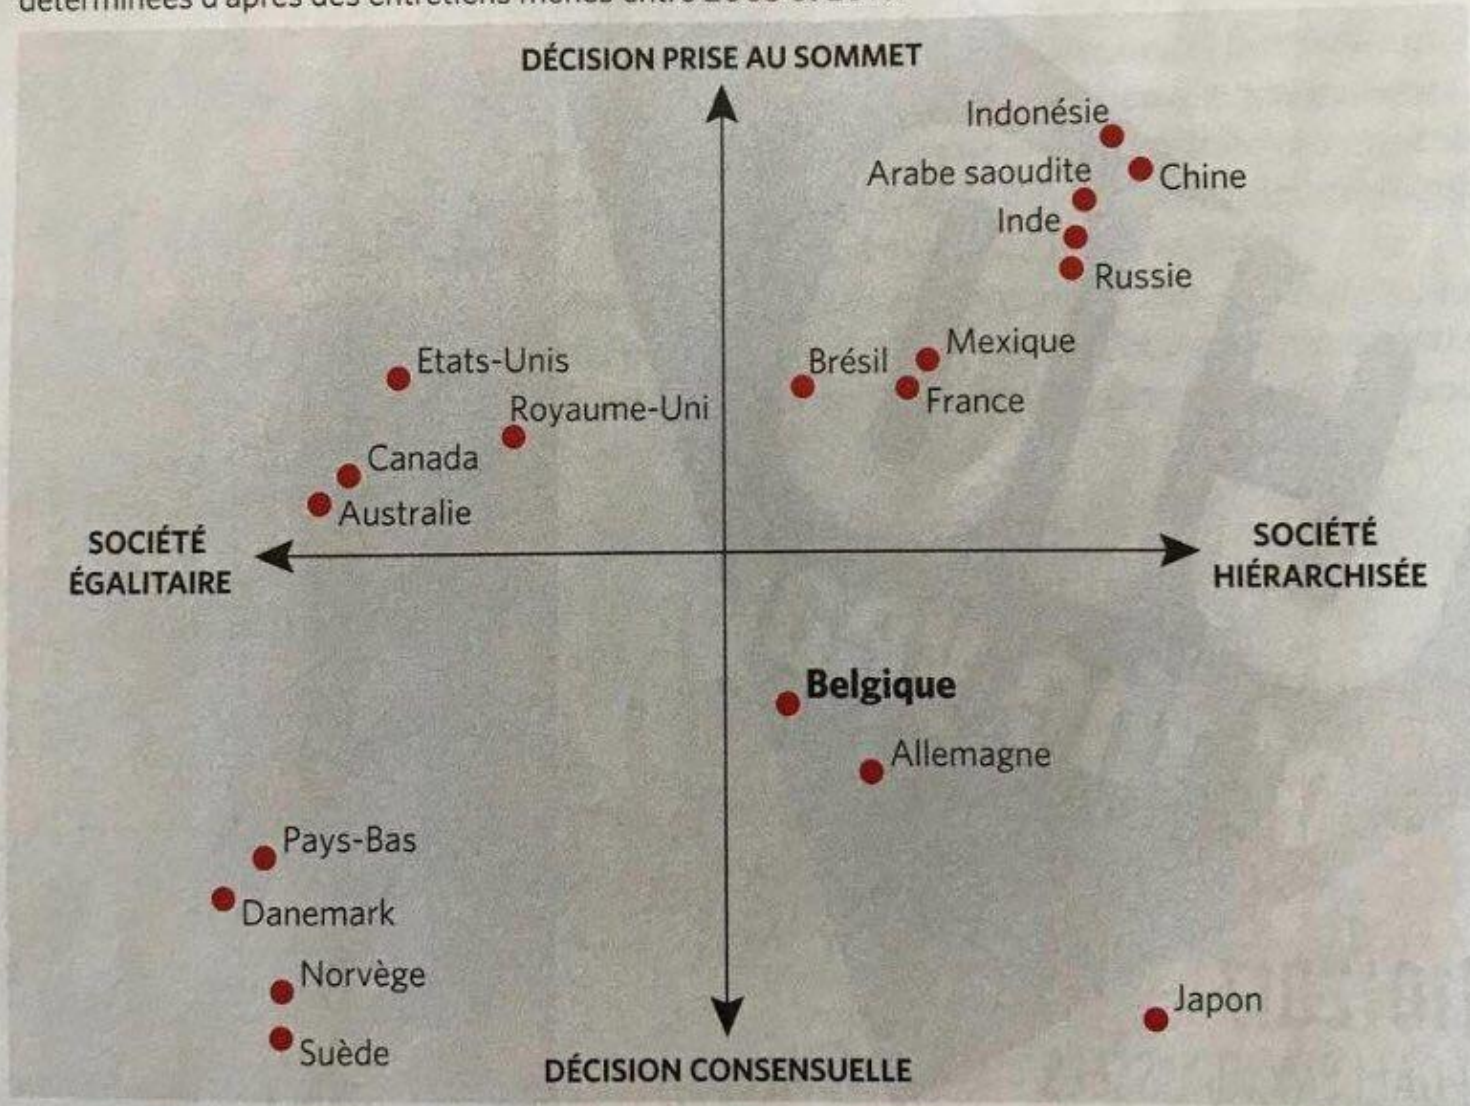 DÉCISION PRISE AU SOMMET
Indonésie
Arabe saoudite
Chine
Inde
Russie
Etats-Unis
Brésil
Mexique
Royaume-Uni
France
Canada
Australie
SOCIÉTÉ
ÉGALITAIRE
SOCIÉTÉ
HIÉRARCHISÉE
Belgique
Allemagne
Pays-Bas
Danemark
Norvège
Japon
Suède
DÉCISION CONSENSUELLE